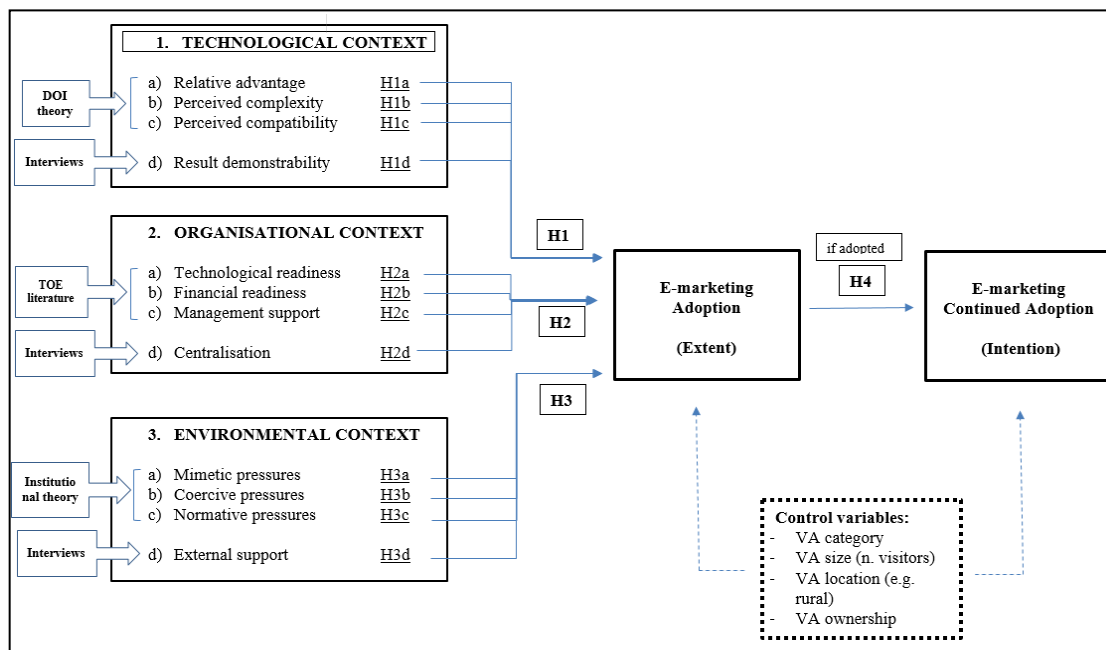 1. TECHNOLOGICAL CONTEXT
DOI
theory
a) Relative advantage H1a
b) Perceived complexity H1b
c) Perceived compatibility H1c
Interviews
d) Result demonstrability H1d
2. ORGANISATIONAL CONTEXT
TOE
literature
a) Technological readiness H2a
b) Financial readiness H2b
c) Management support H2c
Interviews
d) Centralisation H2d
3. ENVIRONMENTAL CONTEXT
Institutio
nal theory
a) Mimetic pressures H3a
b) Coercive pressures H3b
c) Normative pressures H3c
Interviews
d) External support H3d
H1
H2
H3
E-marketing
Adoption
(Extent)
if adopted
H4
E-marketing
Continued Adoption
(Intention)
Control variables:
- VA category
- VA size (n. visitors)
- VA location (e.g.
rural)
- VA ownership